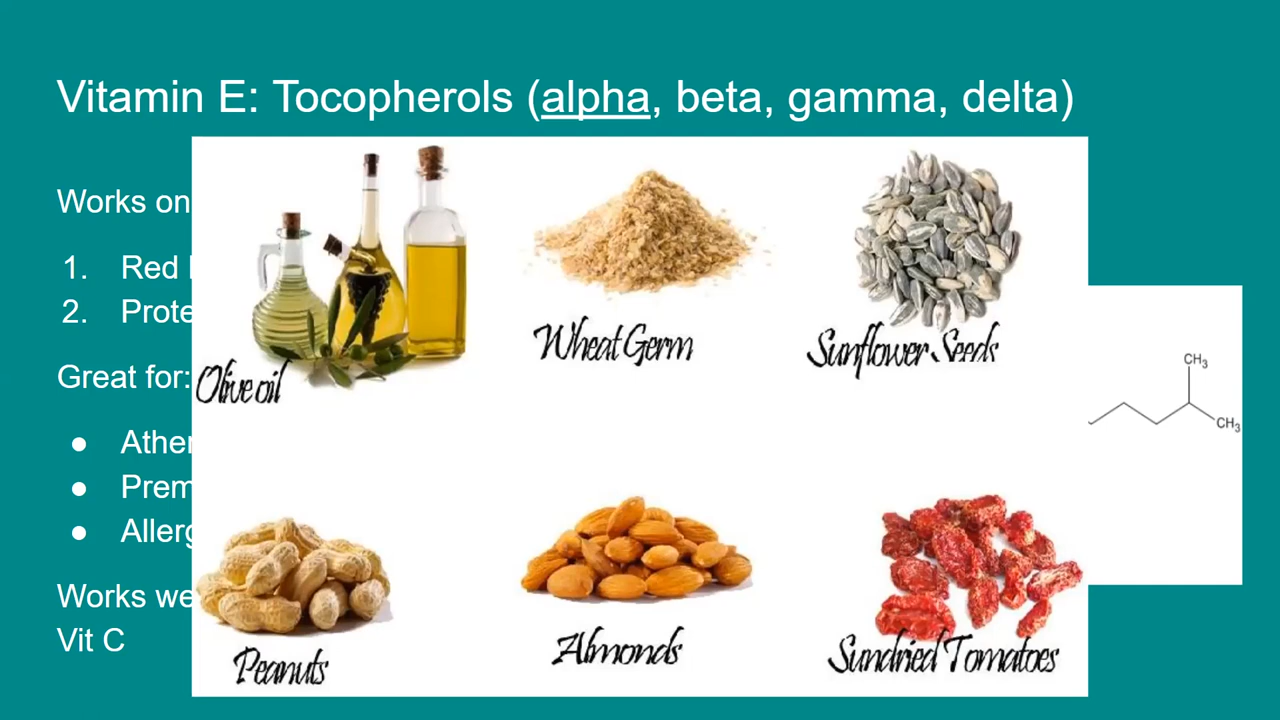 Vitamin E: Tocopherols (alpha, beta, gamma, delta)
Works on
1. Red
2. Prote
Great for:
● Ather
● Prem
● Allerg
Works we
Vit C
Olive oil
Wheat Germ
Sunflower Seeds
Peanuts
Almonds
Sundried Tomatoes
CH3
CH3